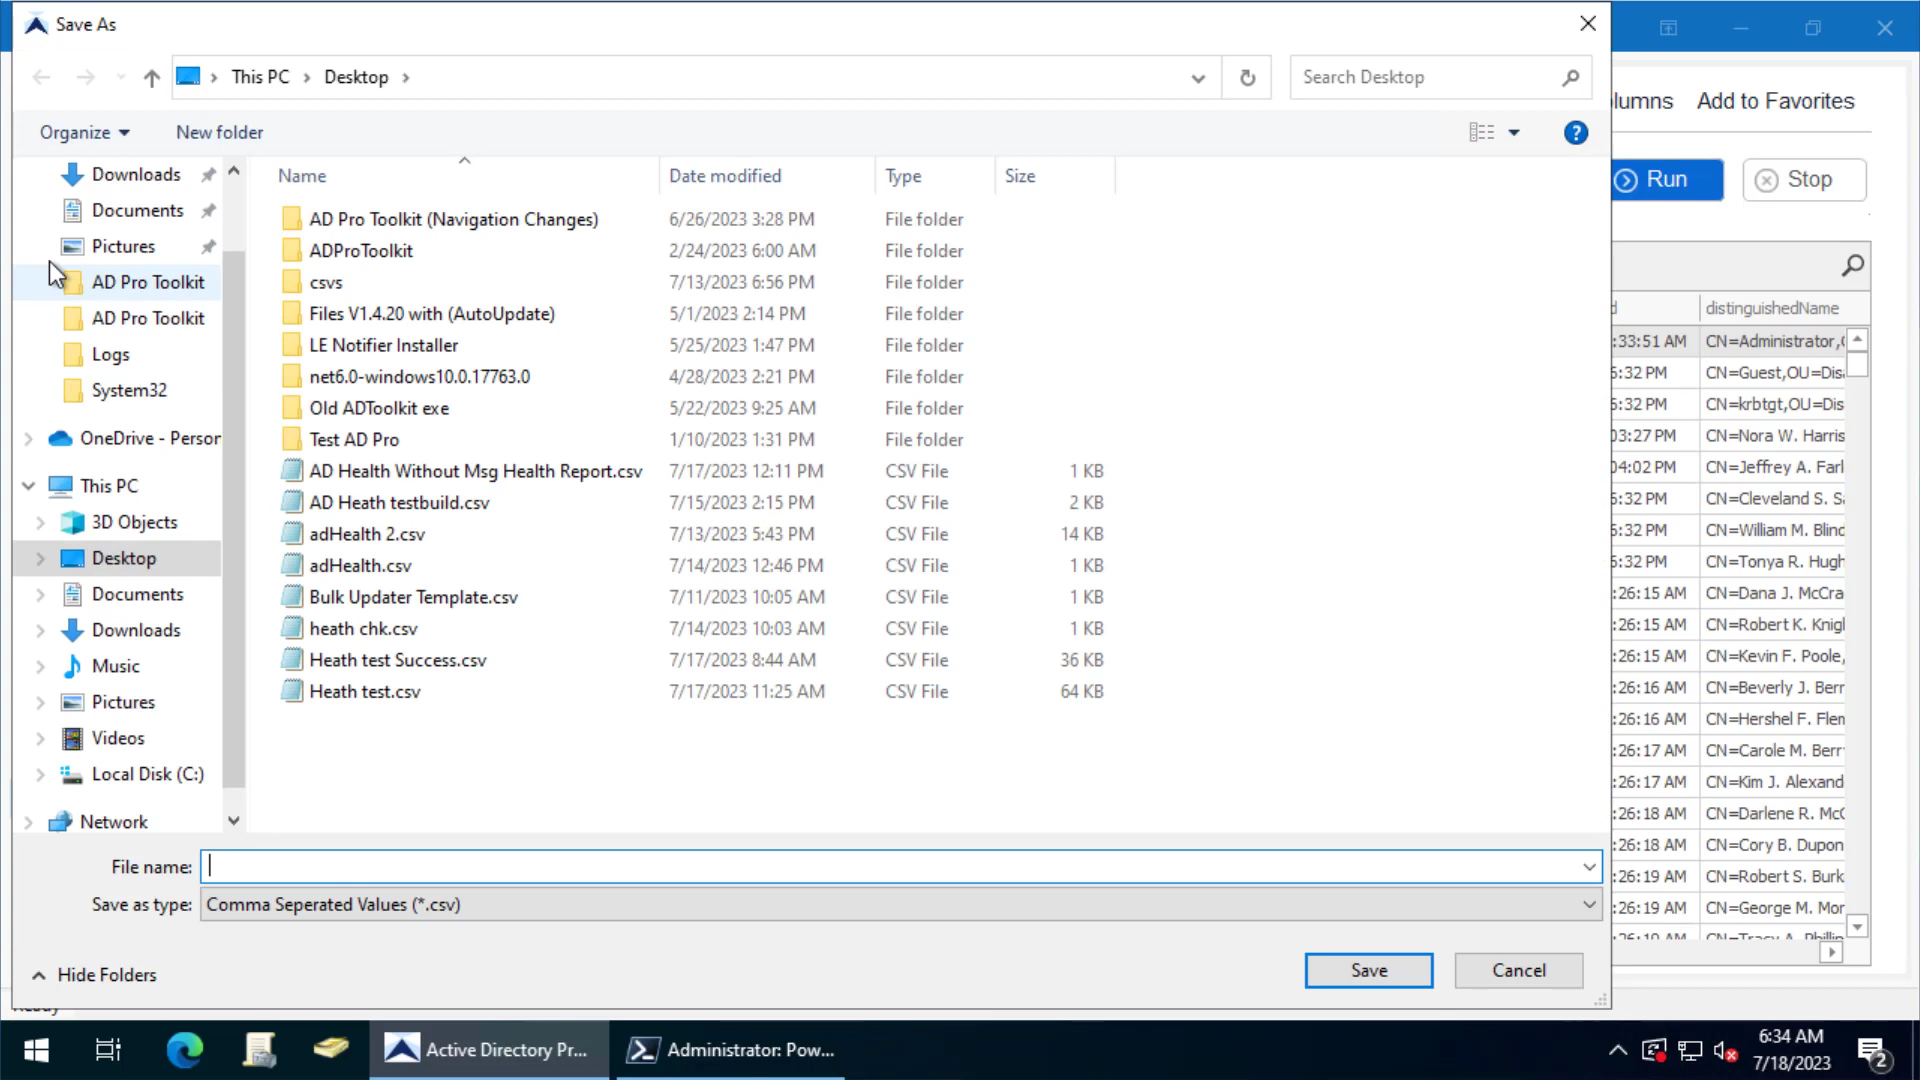 Save As
This PC > Desktop >
Search Desktop
Organize
New folder
lumns
Add to Favorites
Run
Stop
Downloads
Documents
Pictures
AD Pro Toolkit
AD Pro Toolkit
Logs
System32
OneDrive - Person
This PC
3D Objects
Desktop
Documents
Downloads
Music
Pictures
Videos
Local Disk (C:)
Network
Name Date modified Type Size
AD Pro Toolkit (Navigation Changes) 6/26/2023 3:28 PM File folder
ADProToolkit 2/24/2023 6:00 AM File folder
csvs 7/13/2023 6:56 PM File folder
Files V1.4.20 with (AutoUpdate) 5/1/2023 2:14 PM File folder
LE Notifier Installer 5/25/2023 1:47 PM File folder
net6.0-windows10.0.17763.0 4/28/2023 2:21 PM File folder
Old ADToolkit exe 5/22/2023 9:25 AM File folder
Test AD Pro 1/10/2023 1:31 PM File folder
AD Health Without Msg Health Report.csv 7/17/2023 12:11 PM CSV File 1 KB
AD Heath testbuild.csv 7/15/2023 2:15 PM CSV File 2 KB
adHealth 2.csv 7/13/2023 5:43 PM CSV File 14 KB
adHealth.csv 7/14/2023 12:46 PM CSV File 1 KB
Bulk Updater Template.csv 7/11/2023 10:05 AM CSV File 1 KB
heath chk.csv 7/14/2023 10:03 AM CSV File 1 KB
Heath test Success.csv 7/17/2023 8:44 AM CSV File 36 KB
Heath test.csv 7/17/2023 11:25 AM CSV File 64 KB
d distinguishedName
:33:51 AM CN=Administrator,
5:32 PM CN=Guest,OU=Dis
5:32 PM CN=krbtgt,OU=Dis
03:27 PM CN=Nora W. Harris
04:02 PM CN=Jeffrey A. Farl
5:32 PM CN=Cleveland S. S
5:32 PM CN=William M. Blind
5:32 PM CN=Tonya R. Hugh
:26:15 AM CN=Dana J. McCra
:26:15 AM CN=Robert K. Knig
:26:15 AM CN=Kevin F. Poole,
:26:16 AM CN=Beverly J. Berr
:26:16 AM CN=Hershel F. Flem
:26:17 AM CN=Carole M. Berr
:26:17 AM CN=Kim J. Alexand
:26:18 AM CN=Darlene R. McC
:26:18 AM CN=Cory B. Dupon
:26:19 AM CN=Robert S. Burk
:26:19 AM CN=George M. Mor
File name:
Save as type: Comma Seperated Values (*.csv)
Hide Folders
Save
Cancel
Ready
Active Directory Pr...
Administrator: Pow...
6:34 AM
7/18/2023
2